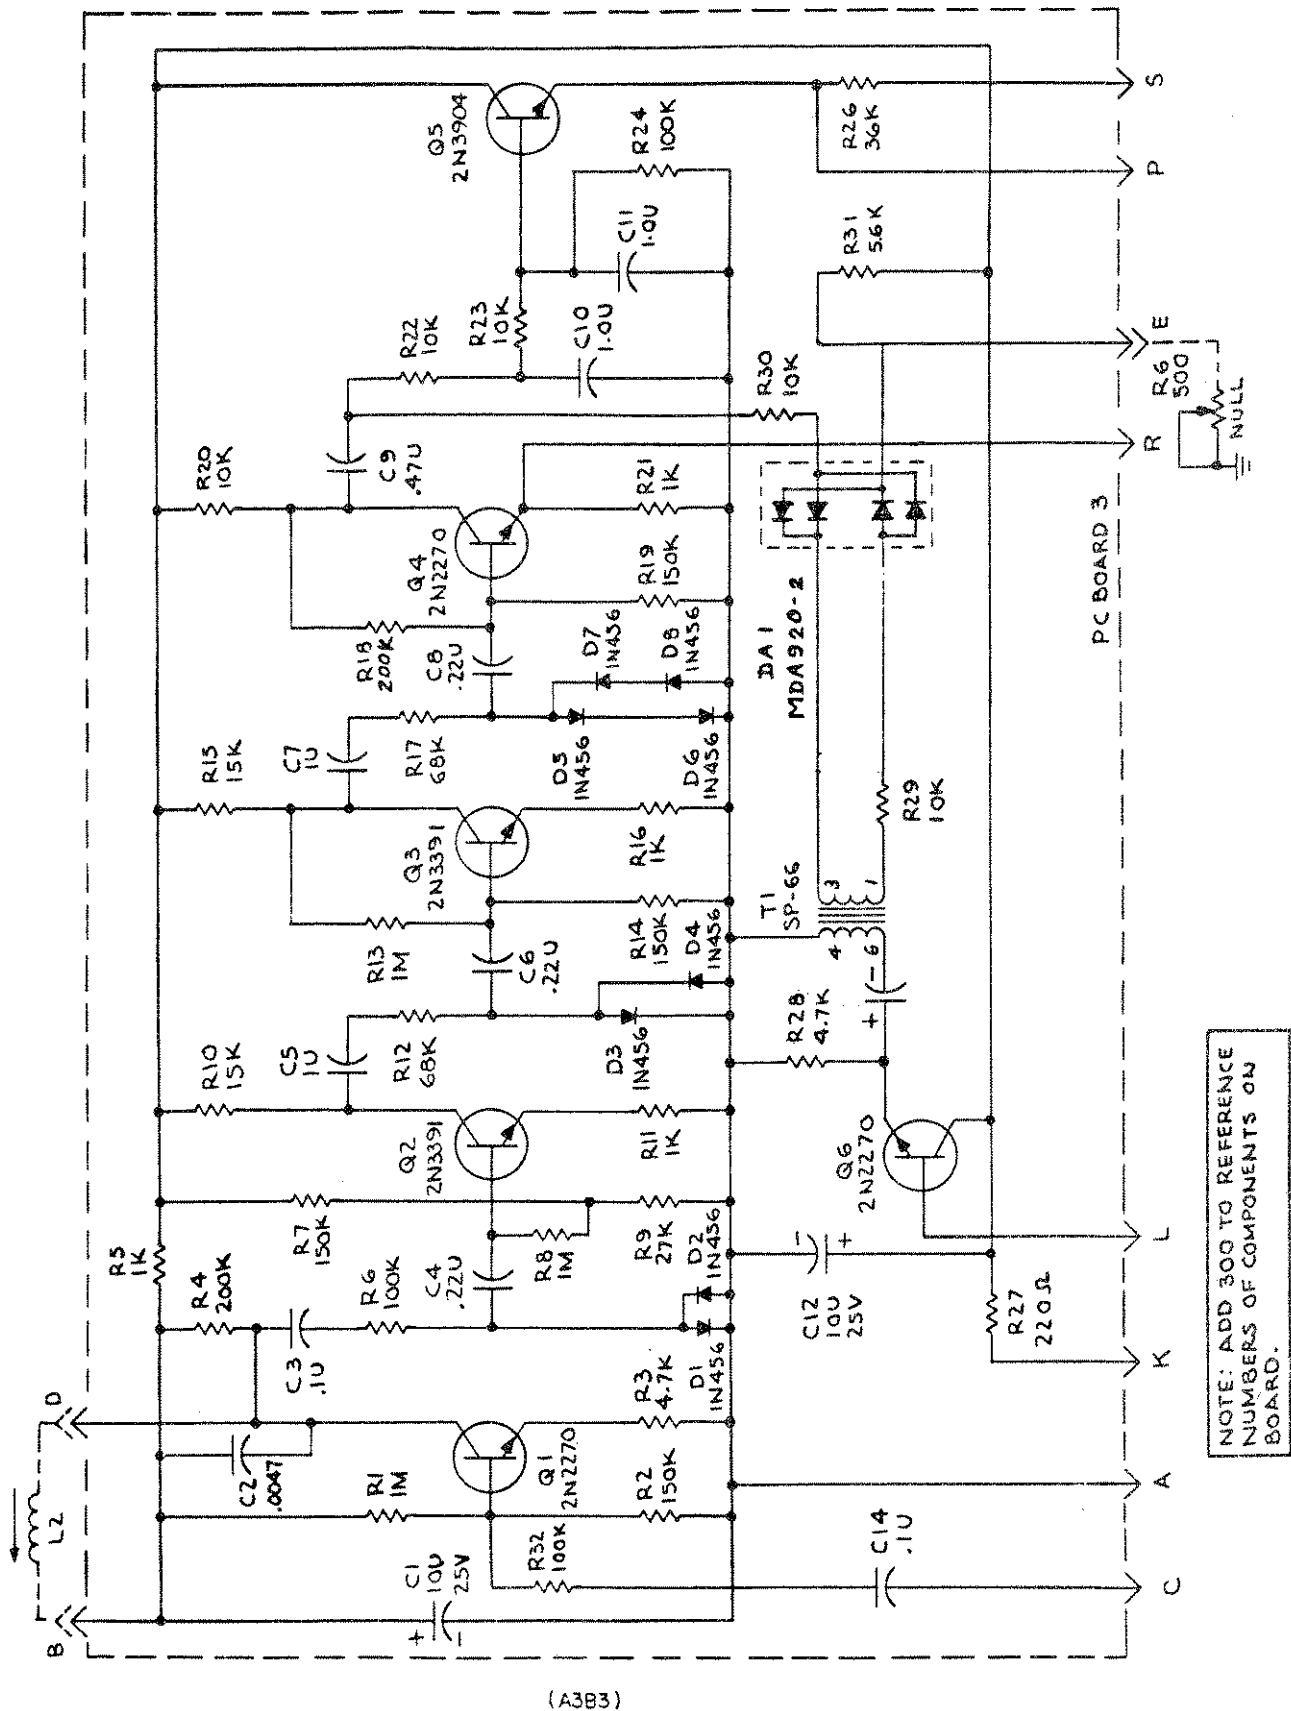 L2
B
D
C1
10U
25V
+
−
R1
1M
C2
.0047
Q1
2N2270
R2
150K
R3
4.7K
R32
100K
C14
.1U
R4
200K
C3
.1U
R5
1K
R6
100K
C4
.22U
D1
1N456
D2
1N456
R7
150K
R8
1M
R9
27K
Q2
2N3391
R10
15K
R11
1K
C5
1U
R12
68K
D3
1N456
D4
1N456
R13
1M
C6
.22U
R14
150K
Q3
2N3391
R15
15K
R16
1K
C7
1U
R17
68K
D5
1N456
D6
1N456
D7
1N456
D8
1N456
R18
200K
C8
.22U
R19
150K
Q4
2N2270
R20
10K
R21
1K
C9
.47U
R22
10K
R23
10K
C10
1.0U
C11
1.0U
R24
100K
Q5
2N3904
R26
36K
R31
5.6K
R30
10K
DA1
MDA920-2
R29
10K
T1
SP-66
3
1
4
6
−
+
R28
4.7K
Q6
2N2270
C12
10U
25V
−
+
R27
220Ω
C
A
K
L
R
E
P
S
R6
500
NULL
PC BOARD 3
NOTE: ADD 300 TO REFERENCE
NUMBERS OF COMPONENTS ON
BOARD.
(A3B3)